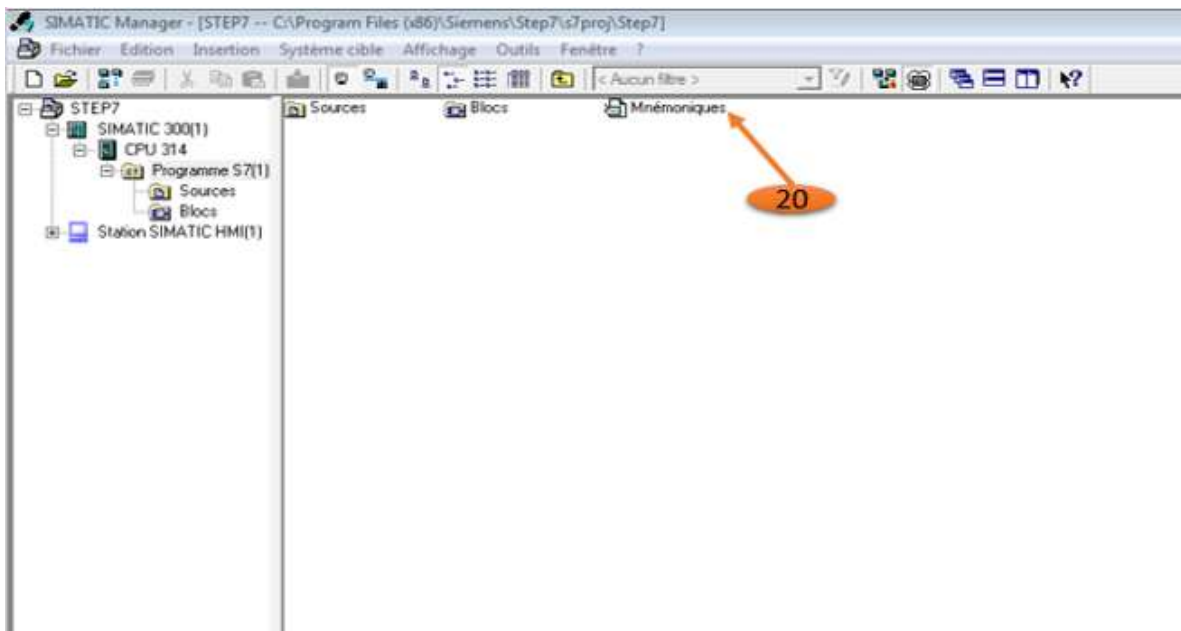 SIMATIC Manager - [STEP7 -- C:\Program Files (x86)\Siemens\Step7\s7proj\Step7]
Fichier Edition Insertion Système cible Affichage Outils Fenêtre ?
< Aucun filtre >
STEP7
SIMATIC 300(1)
CPU 314
Programme S7(1)
Sources
Blocs
Station SIMATIC HMI(1)
Sources Blocs Mnémoniques
20